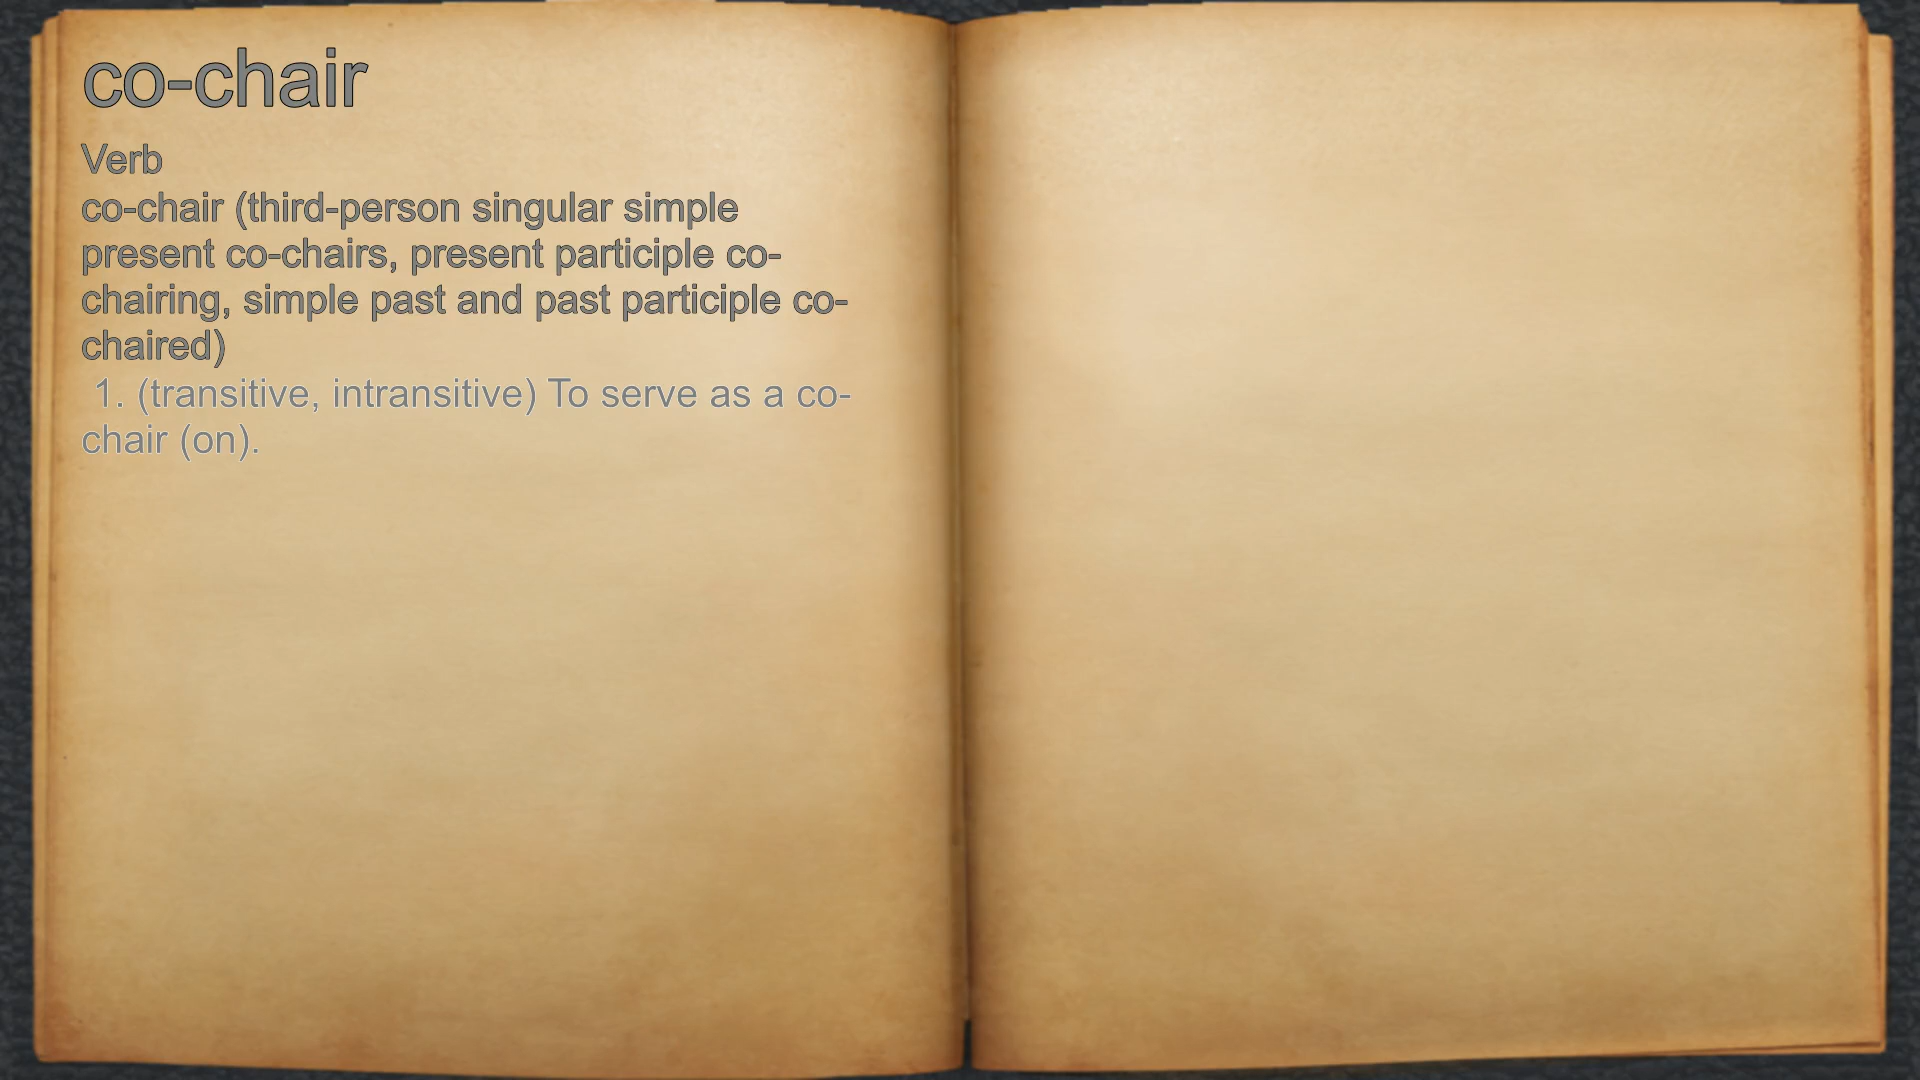 co-chair
Verb
co-chair (third-person singular simple
present co-chairs, present participle co-
chairing, simple past and past participle co-
chaired)
1. (transitive, intransitive) To serve as a co-
chair (on).